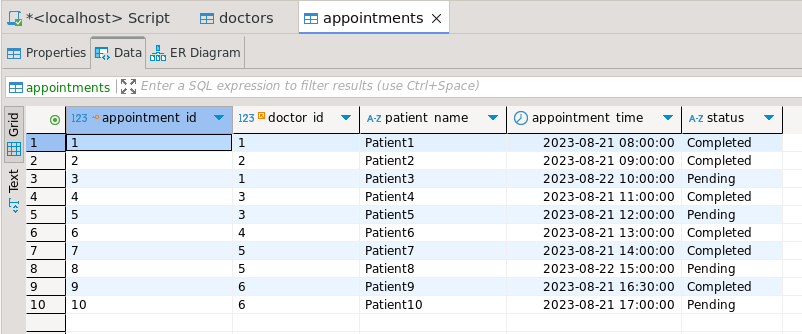 *<localhost> Script doctors appointments
Properties Data ER Diagram
appointments Enter a SQL expression to filter results (use Ctrl+Space)
Grid
Text
123 appointment_id 123 doctor_id A-Z patient_name appointment_time A-Z status
1 1 1 Patient1 2023-08-21 08:00:00 Completed
2 2 2 Patient2 2023-08-21 09:00:00 Completed
3 3 1 Patient3 2023-08-22 10:00:00 Pending
4 4 3 Patient4 2023-08-21 11:00:00 Completed
5 5 3 Patient5 2023-08-21 12:00:00 Pending
6 6 4 Patient6 2023-08-21 13:00:00 Completed
7 7 5 Patient7 2023-08-21 14:00:00 Completed
8 8 5 Patient8 2023-08-22 15:00:00 Pending
9 9 6 Patient9 2023-08-21 16:30:00 Completed
10 10 6 Patient10 2023-08-21 17:00:00 Pending